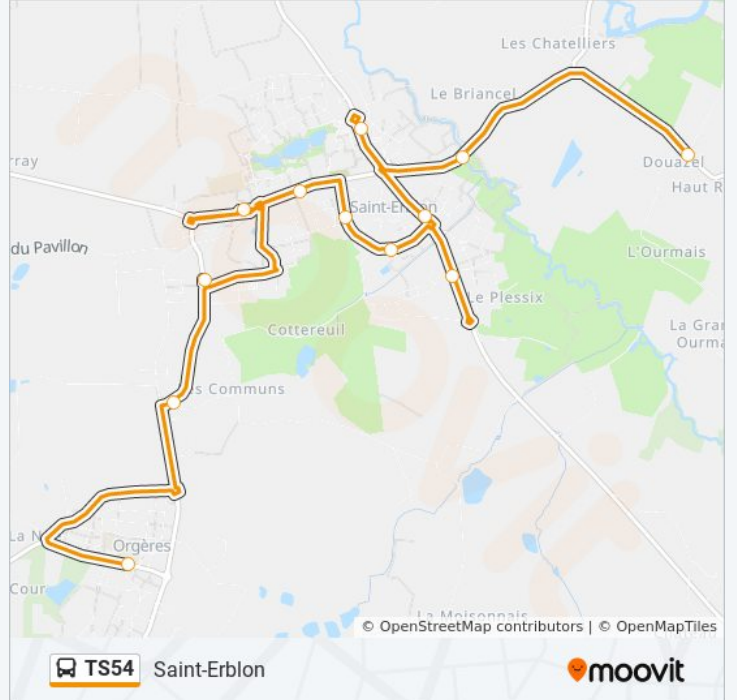 Les Chatelliers
Le Briancel
Douazel
rray
Haut R
Saint-Erblon
du Pavillon
L'Ourmais
Le Plessix
La Gran
Ourma
Cottereuil
s Communs
La N
Orgères
Cour
La Moisonnais
© OpenStreetMap contributors | © OpenMapTiles
TS54 Saint-Erblon
moovit